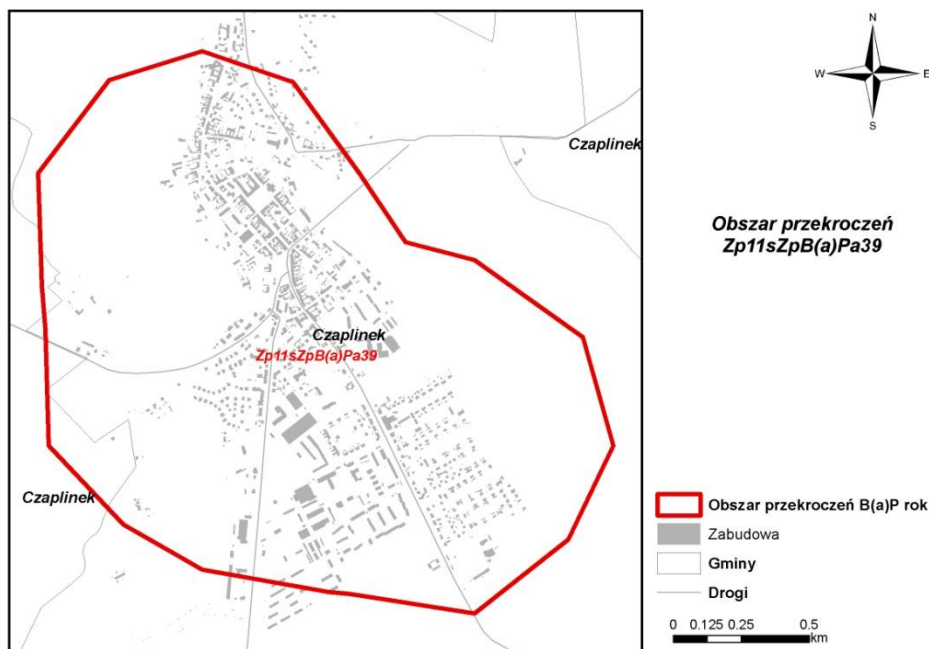 N
W E
S
Czaplinek
Obszar przekroczeń
Zp11sZpB(a)Pa39
Czaplinek
Zp11sZpB(a)Pa39
Czaplinek
Obszar przekroczeń B(a)P rok
Zabudowa
Gminy
Drogi
0 0.125 0.25 0.5
km